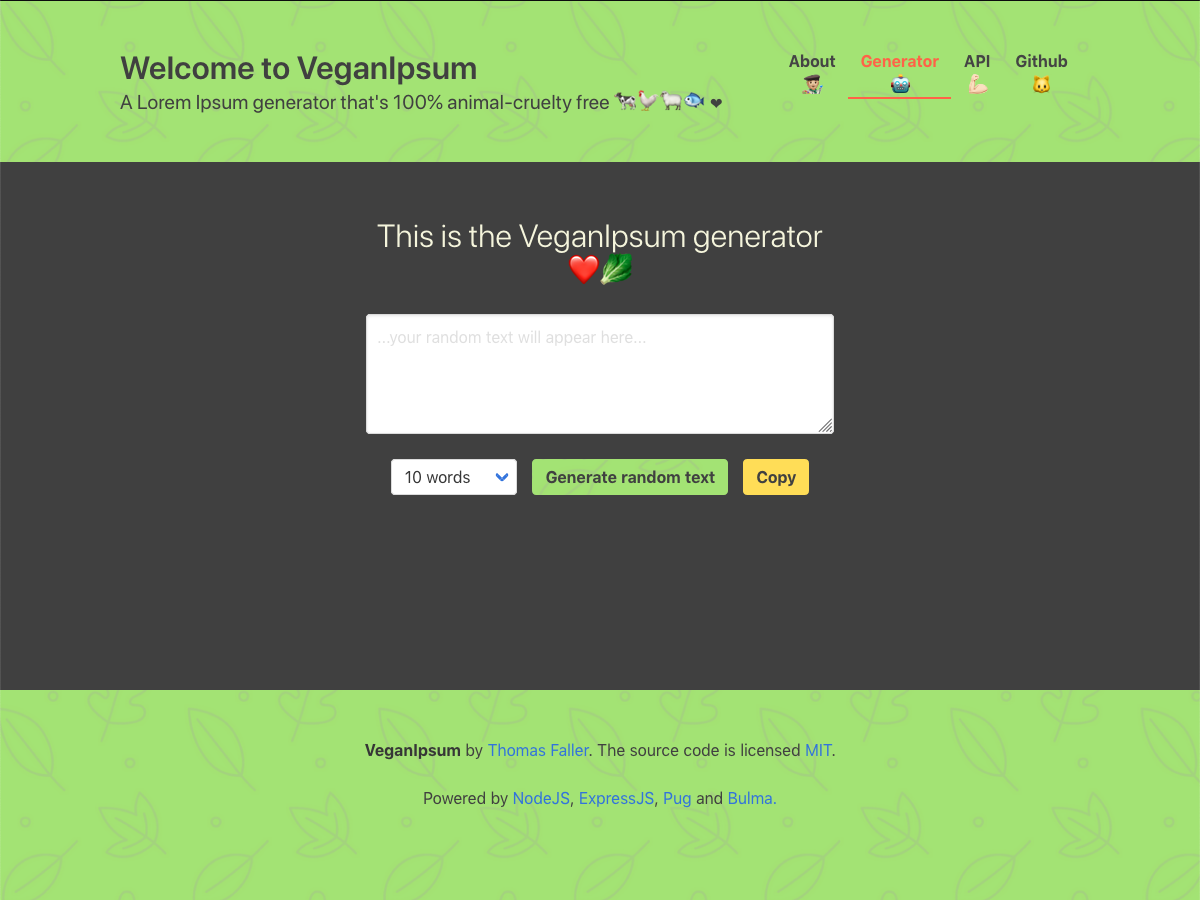 Welcome to VeganIpsum
A Lorem Ipsum generator that's 100% animal-cruelty free 🐄🐓🐑🐟 ❤
About
👨🏽‍🎨
Generator
🤖
API
💪🏻
Github
🐱
This is the VeganIpsum generator
❤️🥬
...your random text will appear here...
10 words
Generate random text
Copy
VeganIpsum by Thomas Faller. The source code is licensed MIT.
Powered by NodeJS, ExpressJS, Pug and Bulma.